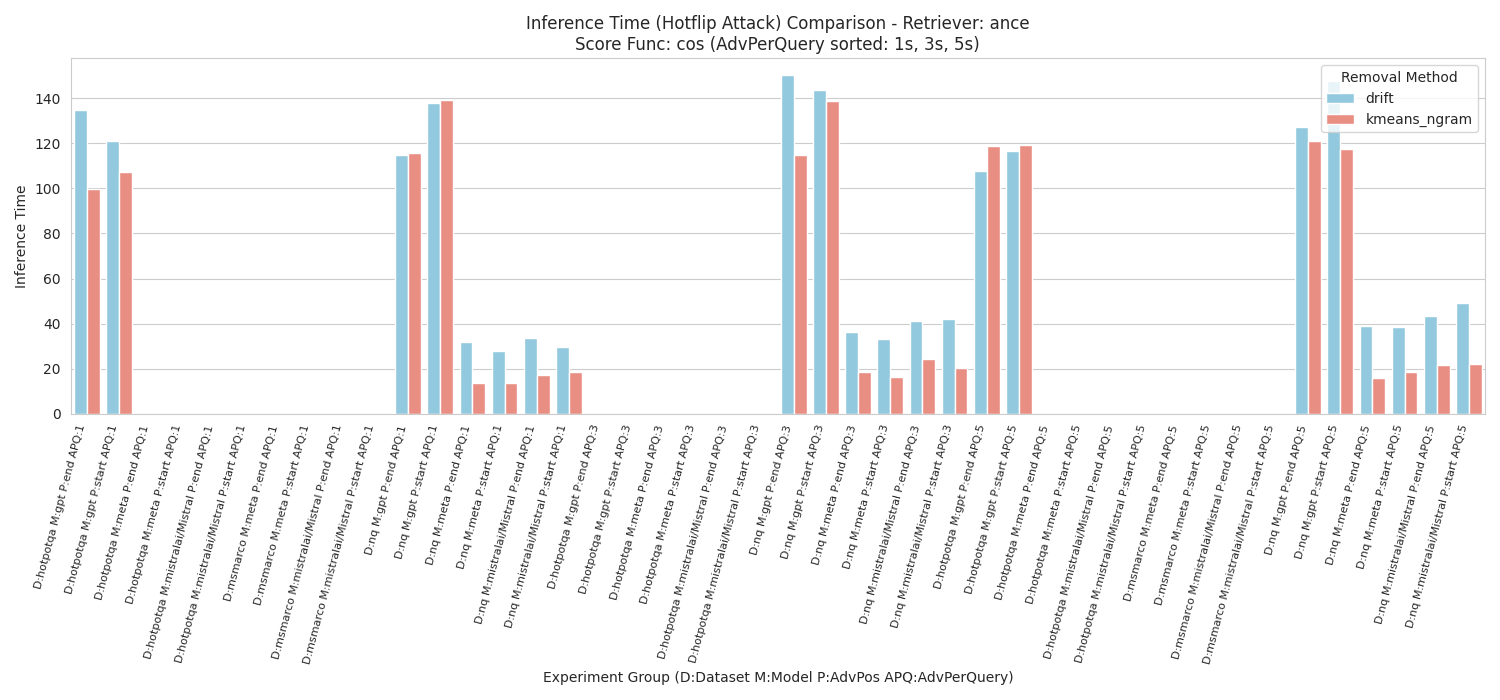 Inference Time (Hotflip Attack) Comparison - Retriever: ance
Score Func: cos (AdvPerQuery sorted: 1s, 3s, 5s)
Removal Method
drift
kmeans_ngram
Inference Time
140
120
100
80
60
40
20
0
D:hotpotqa M:gpt P:end APQ:1
D:hotpotqa M:gpt P:start APQ:1
D:hotpotqa M:meta P:end APQ:1
D:hotpotqa M:meta P:start APQ:1
D:hotpotqa M:mistralai/Mistral P:end APQ:1
D:hotpotqa M:mistralai/Mistral P:start APQ:1
D:msmarco M:meta P:end APQ:1
D:msmarco M:meta P:start APQ:1
D:msmarco M:mistralai/Mistral P:end APQ:1
D:msmarco M:mistralai/Mistral P:start APQ:1
D:nq M:gpt P:end APQ:1
D:nq M:gpt P:start APQ:1
D:nq M:meta P:end APQ:1
D:nq M:meta P:start APQ:1
D:nq M:mistralai/Mistral P:end APQ:1
D:nq M:mistralai/Mistral P:start APQ:1
D:hotpotqa M:gpt P:end APQ:3
D:hotpotqa M:gpt P:start APQ:3
D:hotpotqa M:meta P:end APQ:3
D:hotpotqa M:meta P:start APQ:3
D:hotpotqa M:mistralai/Mistral P:end APQ:3
D:hotpotqa M:mistralai/Mistral P:start APQ:3
D:nq M:gpt P:end APQ:3
D:nq M:gpt P:start APQ:3
D:nq M:meta P:end APQ:3
D:nq M:meta P:start APQ:3
D:nq M:mistralai/Mistral P:end APQ:3
D:nq M:mistralai/Mistral P:start APQ:3
D:hotpotqa M:gpt P:end APQ:5
D:hotpotqa M:gpt P:start APQ:5
D:hotpotqa M:meta P:end APQ:5
D:hotpotqa M:meta P:start APQ:5
D:hotpotqa M:mistralai/Mistral P:end APQ:5
D:hotpotqa M:mistralai/Mistral P:start APQ:5
D:msmarco M:meta P:end APQ:5
D:msmarco M:meta P:start APQ:5
D:msmarco M:mistralai/Mistral P:end APQ:5
D:msmarco M:mistralai/Mistral P:start APQ:5
D:nq M:gpt P:end APQ:5
D:nq M:gpt P:start APQ:5
D:nq M:meta P:end APQ:5
D:nq M:meta P:start APQ:5
D:nq M:mistralai/Mistral P:end APQ:5
D:nq M:mistralai/Mistral P:start APQ:5
Experiment Group (D:Dataset M:Model P:AdvPos APQ:AdvPerQuery)